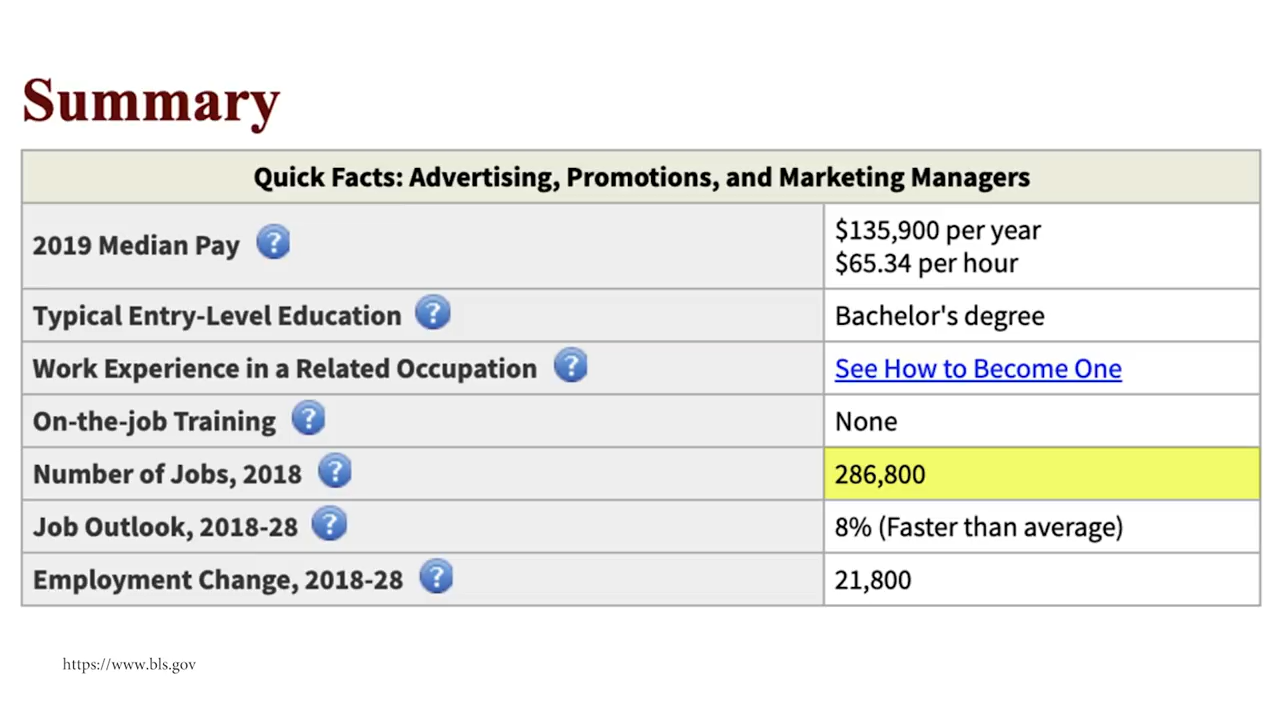 Summary
Quick Facts: Advertising, Promotions, and Marketing Managers
2019 Median Pay ?
$135,900 per year
$65.34 per hour
Typical Entry-Level Education ?
Bachelor's degree
Work Experience in a Related Occupation ?
See How to Become One
On-the-job Training ?
None
Number of Jobs, 2018 ?
286,800
Job Outlook, 2018-28 ?
8% (Faster than average)
Employment Change, 2018-28 ?
21,800
https://www.bls.gov